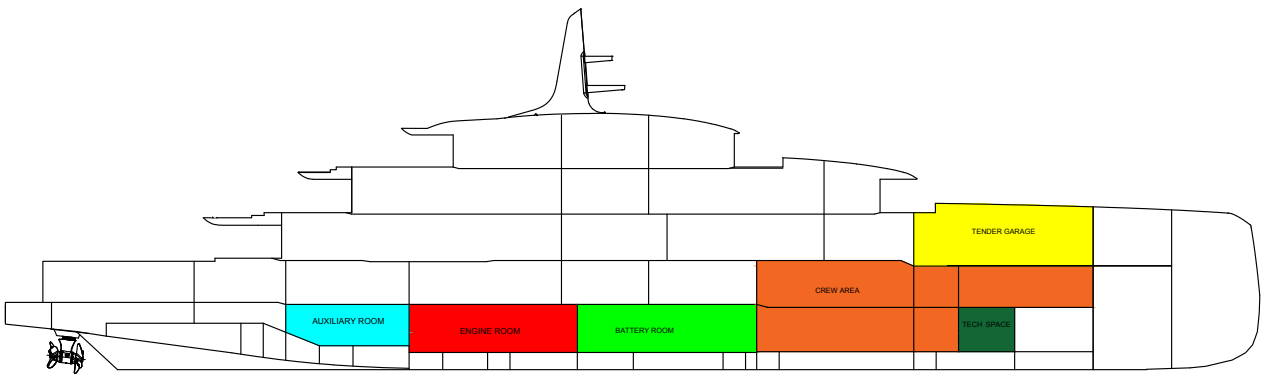 TENDER GARAGE
CREW AREA
AUXILIARY ROOM
ENGINE ROOM
BATTERY ROOM
TECH SPACE